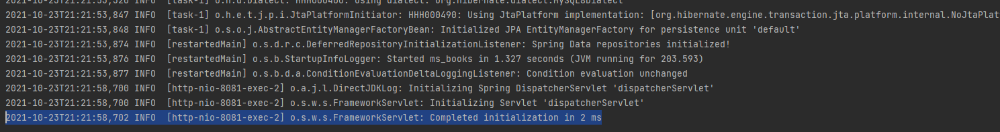 2021-10-23T21:21:53,520 INFO  [task-1] o.h.d.Dialect: HHH000400: Using dialect: org.hibernate.dialect.MySQL8Dialect
2021-10-23T21:21:53,847 INFO  [task-1] o.h.e.t.j.p.i.JtaPlatformInitiator: HHH000490: Using JtaPlatform implementation: [org.hibernate.engine.transaction.jta.platform.internal.NoJtaPlat
2021-10-23T21:21:53,848 INFO  [task-1] o.s.o.j.AbstractEntityManagerFactoryBean: Initialized JPA EntityManagerFactory for persistence unit 'default'
2021-10-23T21:21:53,874 INFO  [restartedMain] o.s.d.r.c.DeferredRepositoryInitializationListener: Spring Data repositories initialized!
2021-10-23T21:21:53,876 INFO  [restartedMain] o.s.b.StartupInfoLogger: Started ms_books in 1.327 seconds (JVM running for 203.593)
2021-10-23T21:21:53,877 INFO  [restartedMain] o.s.b.d.a.ConditionEvaluationDeltaLoggingListener: Condition evaluation unchanged
2021-10-23T21:21:58,700 INFO  [http-nio-8081-exec-2] o.a.j.l.DirectJDKLog: Initializing Spring DispatcherServlet 'dispatcherServlet'
2021-10-23T21:21:58,700 INFO  [http-nio-8081-exec-2] o.s.w.s.FrameworkServlet: Initializing Servlet 'dispatcherServlet'
2021-10-23T21:21:58,702 INFO  [http-nio-8081-exec-2] o.s.w.s.FrameworkServlet: Completed initialization in 2 ms